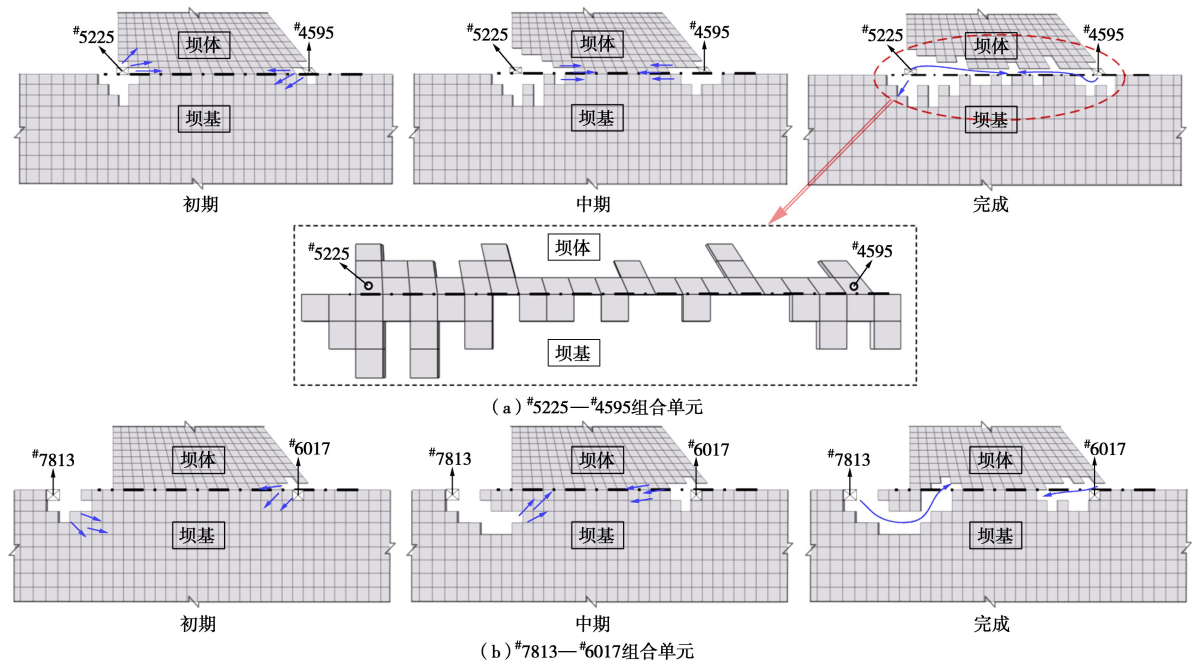 #5225
坝体
#4595
坝基
初期
#5225
坝体
#4595
坝基
中期
#5225
坝体
#4595
坝基
完成
#5225
坝体
#4595
坝基
(a)#5225—#4595组合单元
#7813
坝体
#6017
坝基
初期
#7813
坝体
#6017
坝基
中期
#7813
坝体
#6017
坝基
完成
(b)#7813—#6017组合单元